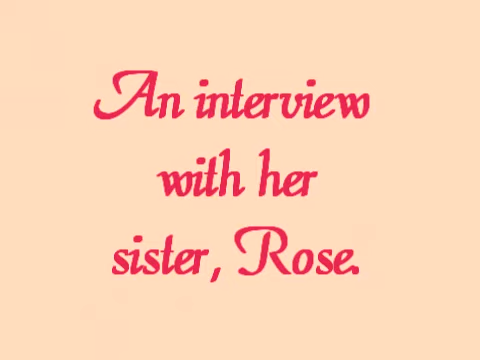 An interview
with her
sister, Rose.